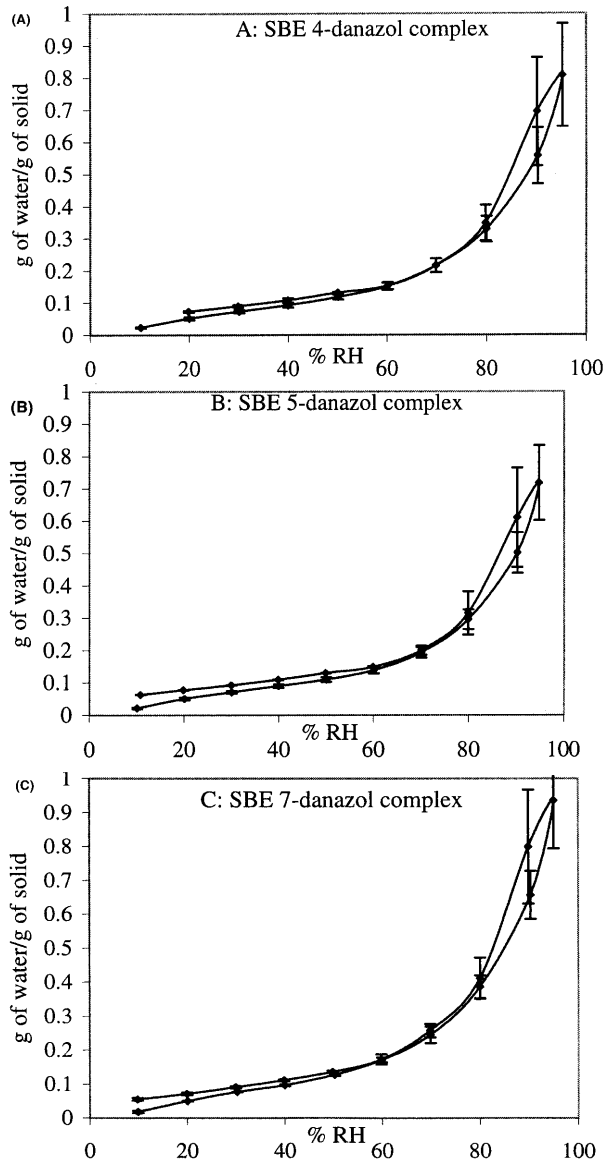 (A)
A: SBE 4-danazol complex
g of water/g of solid
1
0.9
0.8
0.7
0.6
0.5
0.4
0.3
0.2
0.1
0
0 20 40 60 80 100
% RH
(B)
B: SBE 5-danazol complex
g of water/g of solid
1
0.9
0.8
0.7
0.6
0.5
0.4
0.3
0.2
0.1
0
% RH
0 20 40 60 80 100
(C)
C: SBE 7-danazol complex
g of water/g of solid
1
0.9
0.8
0.7
0.6
0.5
0.4
0.3
0.2
0.1
0
% RH
0 20 40 60 80 100